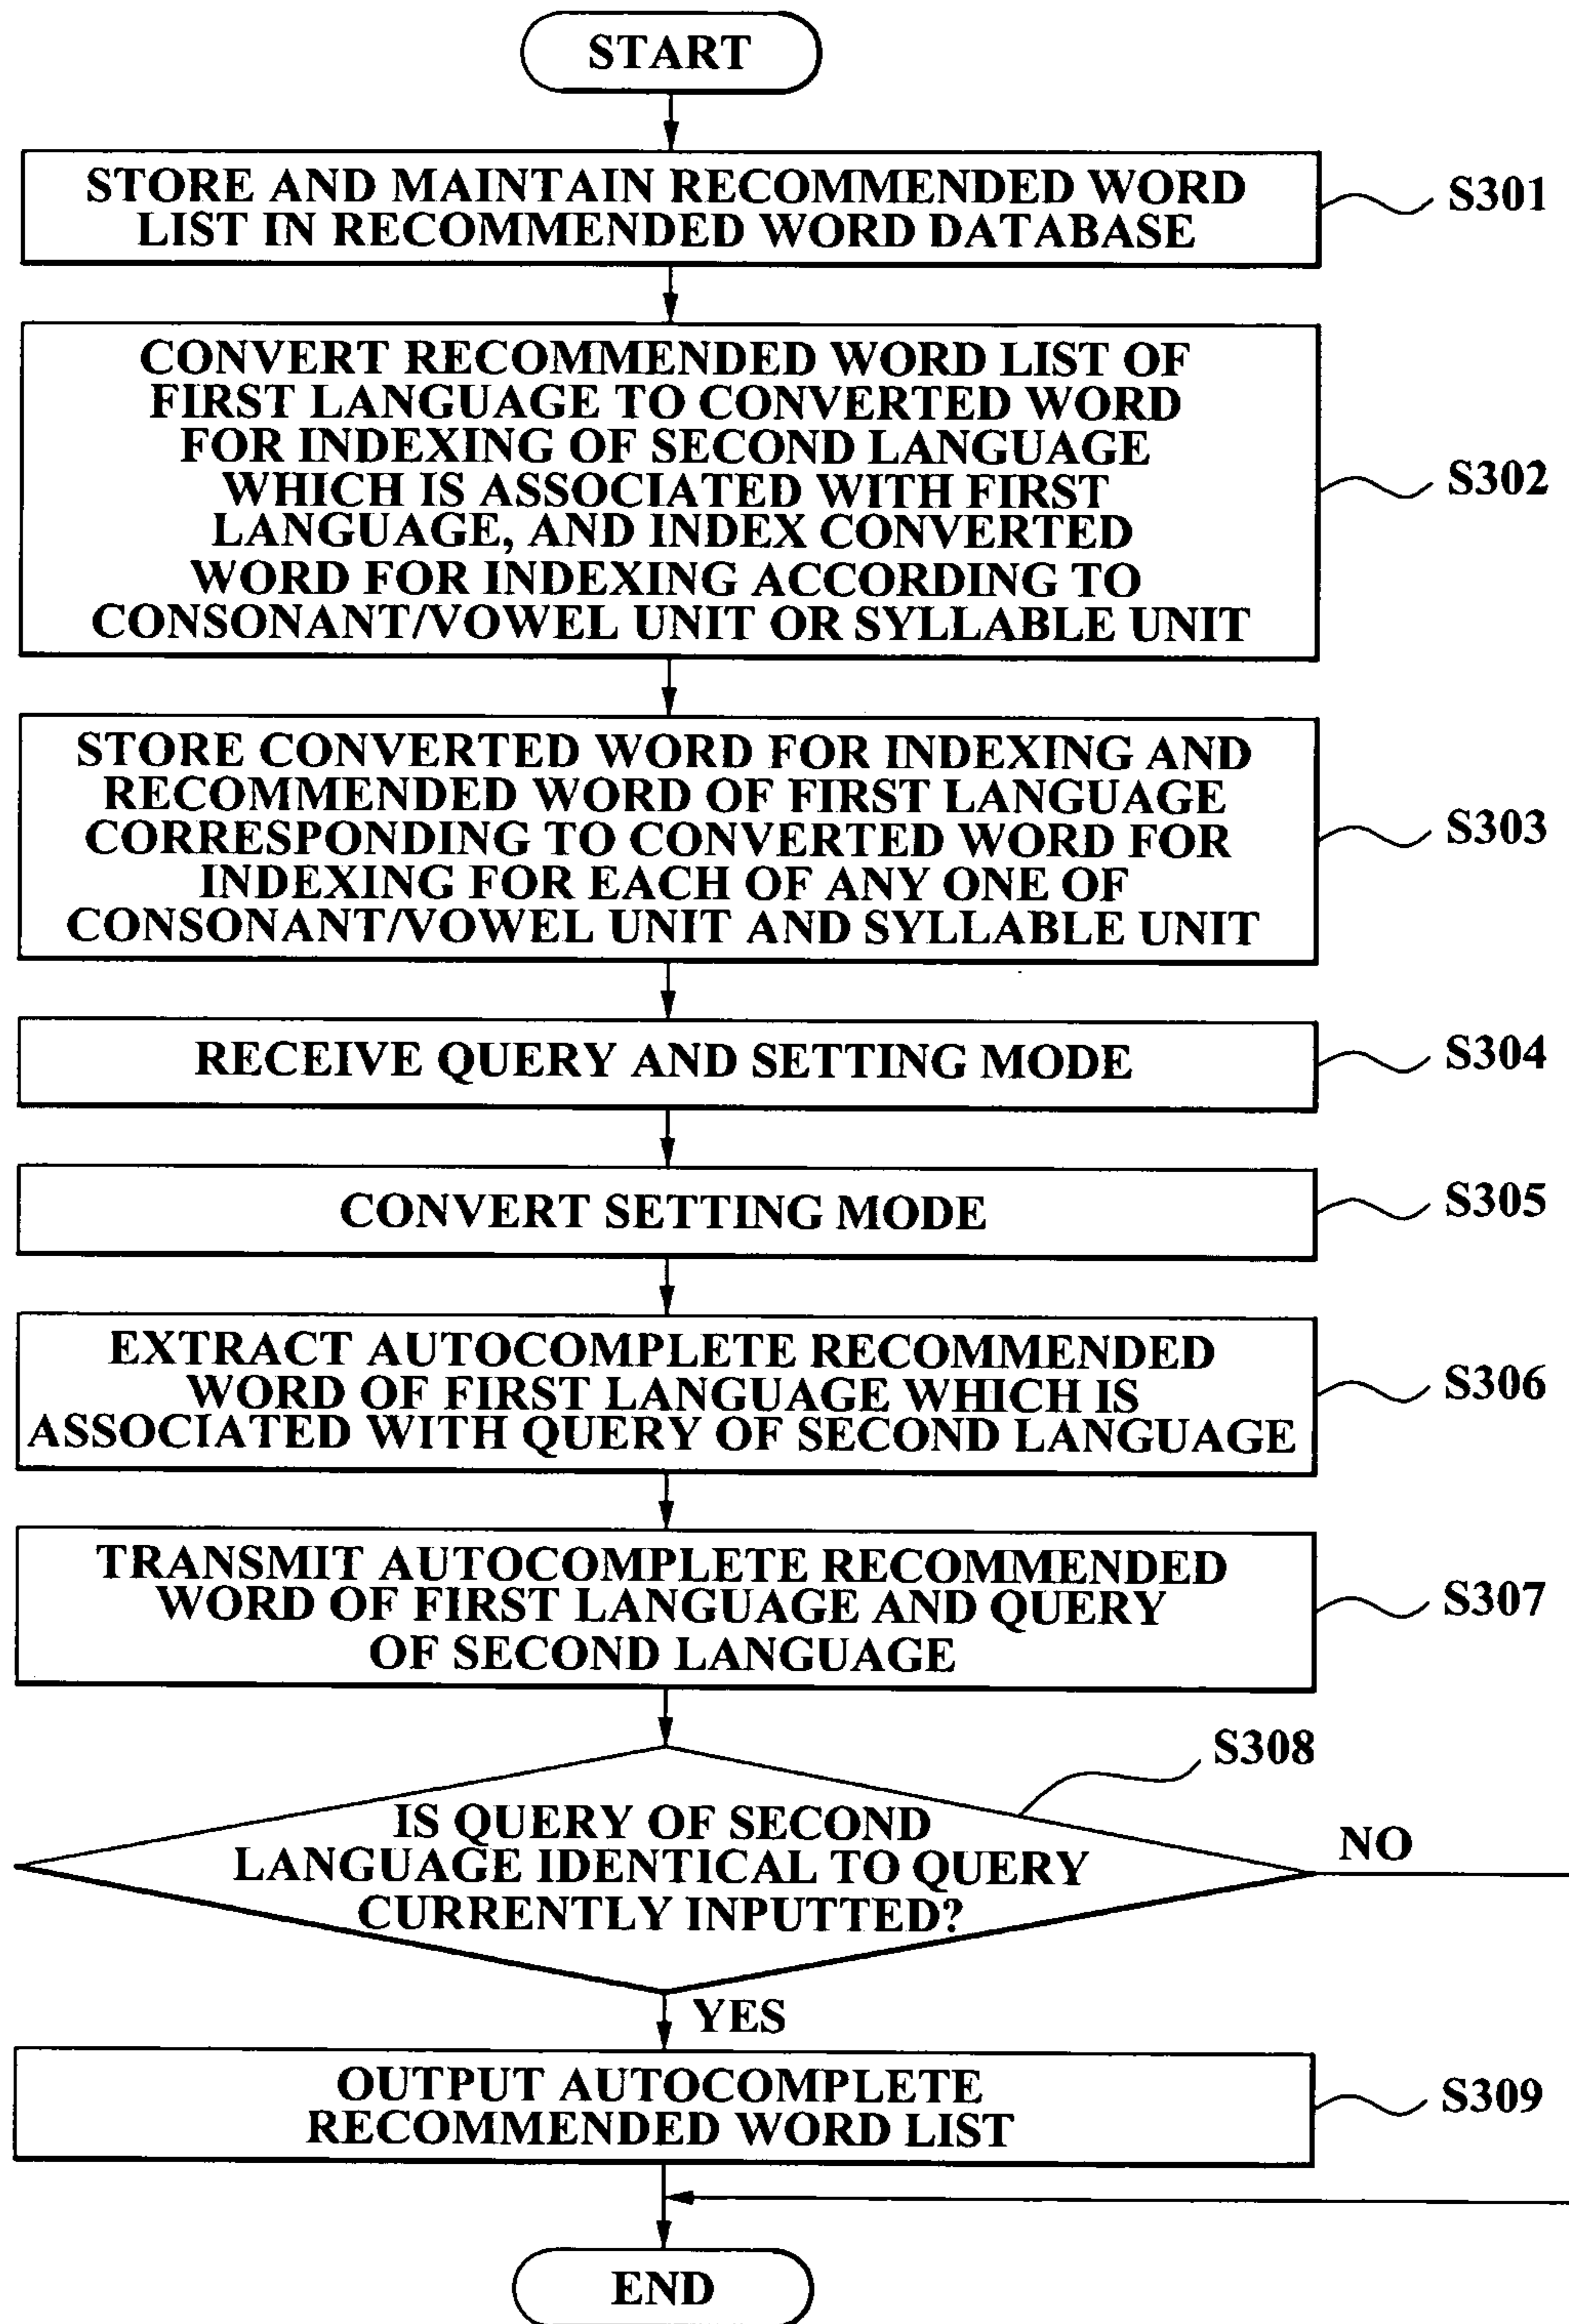 START
STORE AND MAINTAIN RECOMMENDED WORD
LIST IN RECOMMENDED WORD DATABASE
S301
CONVERT RECOMMENDED WORD LIST OF
FIRST LANGUAGE TO CONVERTED WORD
FOR INDEXING OF SECOND LANGUAGE
WHICH IS ASSOCIATED WITH FIRST
LANGUAGE, AND INDEX CONVERTED
WORD FOR INDEXING ACCORDING TO
CONSONANT/VOWEL UNIT OR SYLLABLE UNIT
S302
STORE CONVERTED WORD FOR INDEXING AND
RECOMMENDED WORD OF FIRST LANGUAGE
CORRESPONDING TO CONVERTED WORD FOR
INDEXING FOR EACH OF ANY ONE OF
CONSONANT/VOWEL UNIT AND SYLLABLE UNIT
S303
RECEIVE QUERY AND SETTING MODE
S304
CONVERT SETTING MODE
S305
EXTRACT AUTOCOMPLETE RECOMMENDED
WORD OF FIRST LANGUAGE WHICH IS
ASSOCIATED WITH QUERY OF SECOND LANGUAGE
S306
TRANSMIT AUTOCOMPLETE RECOMMENDED
WORD OF FIRST LANGUAGE AND QUERY
OF SECOND LANGUAGE
S307
S308
IS QUERY OF SECOND
LANGUAGE IDENTICAL TO QUERY
CURRENTLY INPUTTED?
NO
YES
OUTPUT AUTOCOMPLETE
RECOMMENDED WORD LIST
S309
END